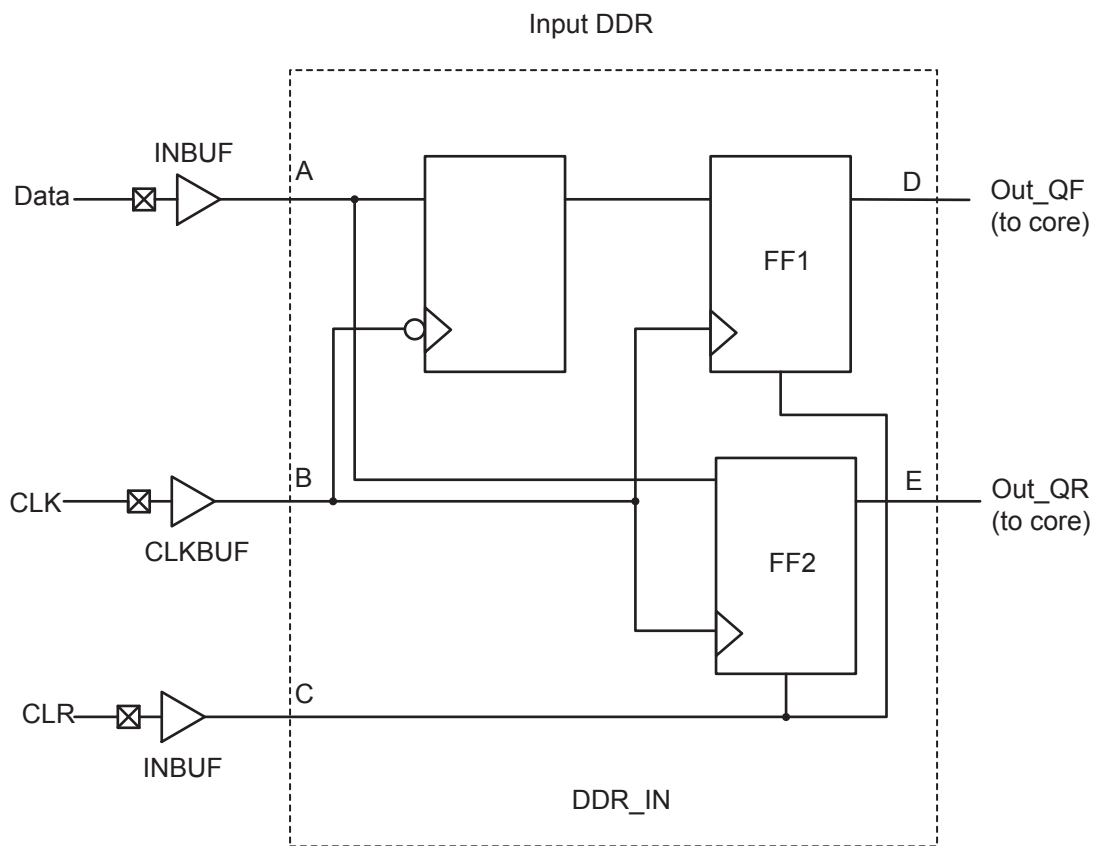 Input DDR
INBUF
A
Data
D
Out_QF
(to core)
FF1
B
CLK
CLKBUF
E
Out_QR
(to core)
FF2
C
CLR
INBUF
DDR_IN